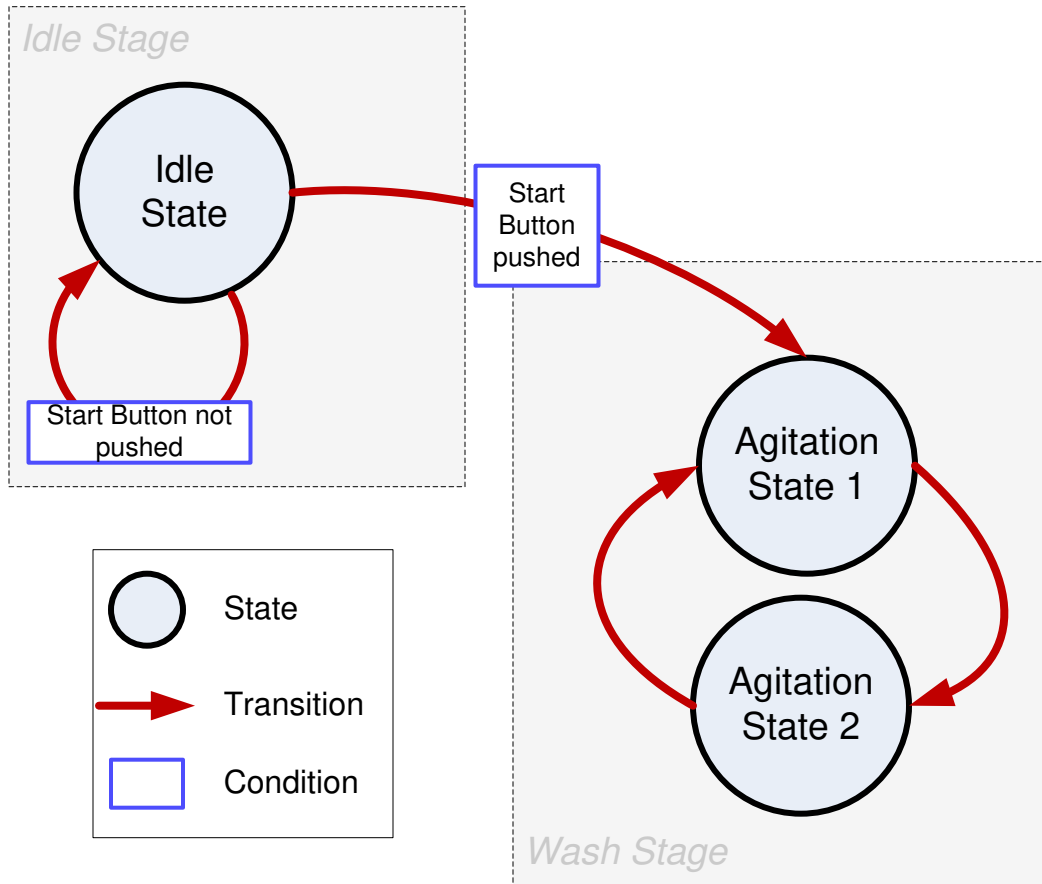 Idle Stage
Idle
State
Start
Button
pushed
Start Button not
pushed
Agitation
State 1
Agitation
State 2
State
Transition
Condition
Wash Stage